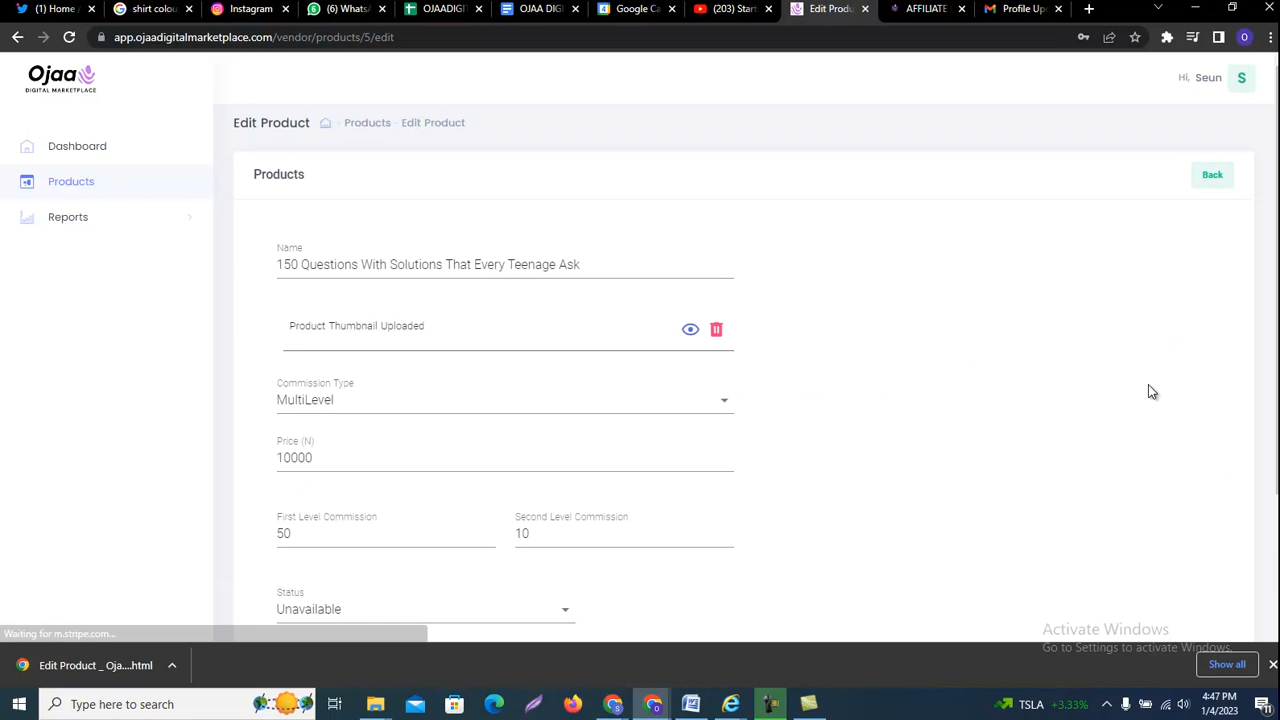 (1) Home /
shirt colou
Instagram
(6) Whats
OJAADIGIT
OJAA DIG
Google Ca
(203) Star
Edit Produ
AFFILIATE
Profile Up
app.ojaadigitalmarketplace.com/vendor/products/5/edit
O
Ojaa
DIGITAL MARKETPLACE
Hi, Seun S
Dashboard
Products
Reports
Edit Product - Products - Edit Product
Products
Back
Name
150 Questions With Solutions That Every Teenage Ask
Product Thumbnail Uploaded
Commission Type
MultiLevel
Price (N)
10000
First Level Commission Second Level Commission
50 10
Status
Unavailable
Waiting for m.stripe.com...
Activate Windows
Go to Settings to activate Windows.
Edit Product _ Oja....html
Show all
Type here to search
TSLA +3.33%
4:47 PM
1/4/2023